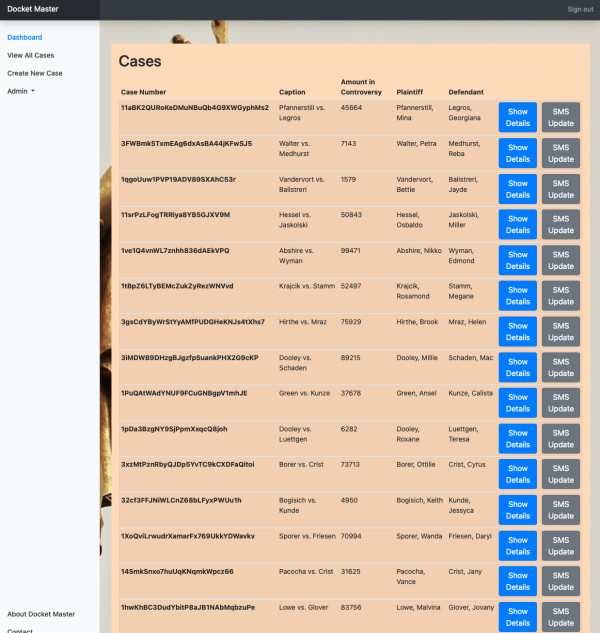 Docket Master
Sign out
Dashboard
View All Cases
Create New Case
Admin
Cases
Case Number Caption Amount in Controversy Plaintiff Defendant
11aBK2QURoKeDMuNBuQb4G9XWGyphMs2 Pfannerstill vs. Legros 45664 Pfannerstill, Mina Legros, Georgiana Show Details SMS Update
3FWBmk5TxmEAg6dxAsBA44jKFwSJ5 Walter vs. Medhurst 7143 Walter, Petra Medhurst, Reba Show Details SMS Update
1qgoUuw1PVP19ADV89SXAhC53r Vandervort vs. Balistreri 1579 Vandervort, Bettie Balistreri, Jayde Show Details SMS Update
11srPzLFogTRRiya8YB5GJXV9M Hessel vs. Jaskolski 50843 Hessel, Osbaldo Jaskolski, Miller Show Details SMS Update
1ve1Q4vnWL7znhh836dAEkVPQ Abshire vs. Wyman 99471 Abshire, Nikko Wyman, Edmond Show Details SMS Update
1tBpZ6LTyBEMcZukZyRezWNVvd Krajcik vs. Stamm 52497 Krajcik, Rosamond Stamm, Megane Show Details SMS Update
3gsCdYByWrStYyAMfPUDGHeKNJs4tXhs7 Hirthe vs. Mraz 75929 Hirthe, Brook Mraz, Helen Show Details SMS Update
3iMDWB9DHzgBJgzfpSuankPHX2G9cKP Dooley vs. Schaden 89215 Dooley, Millie Schaden, Mac Show Details SMS Update
1PuQAtWAdYNUF9FCuGNBgpV1mhJE Green vs. Kunze 37678 Green, Ansel Kunze, Calista Show Details SMS Update
1pDa3BzgNY9SjPpmXxqcQ8joh Dooley vs. Luettgen 6282 Dooley, Roxane Luettgen, Teresa Show Details SMS Update
3xzMtPznRbyQJDp5YvTC9kCXDFaQitoi Borer vs. Crist 73713 Borer, Ottilie Crist, Cyrus Show Details SMS Update
32cf3FFJNiWLCnZ68bLFyxPWUu1h Bogisich vs. Kunde 4950 Bogisich, Keith Kunde, Jessyca Show Details SMS Update
1XoQviLrwudrXamarFx769UkkYDWavkv Sporer vs. Friesen 70994 Sporer, Wanda Friesen, Daryl Show Details SMS Update
14SmkSnxo7huUqKNqmkWpcz66 Pacocha vs. Crist 31625 Pacocha, Vance Crist, Jany Show Details SMS Update
1hwKhBC3DudYbitP8aJB1NAbMqbzuPe Lowe vs. Glover 83756 Lowe, Malvina Glover, Jovany Show Details SMS Update
About Docket Master
Contact